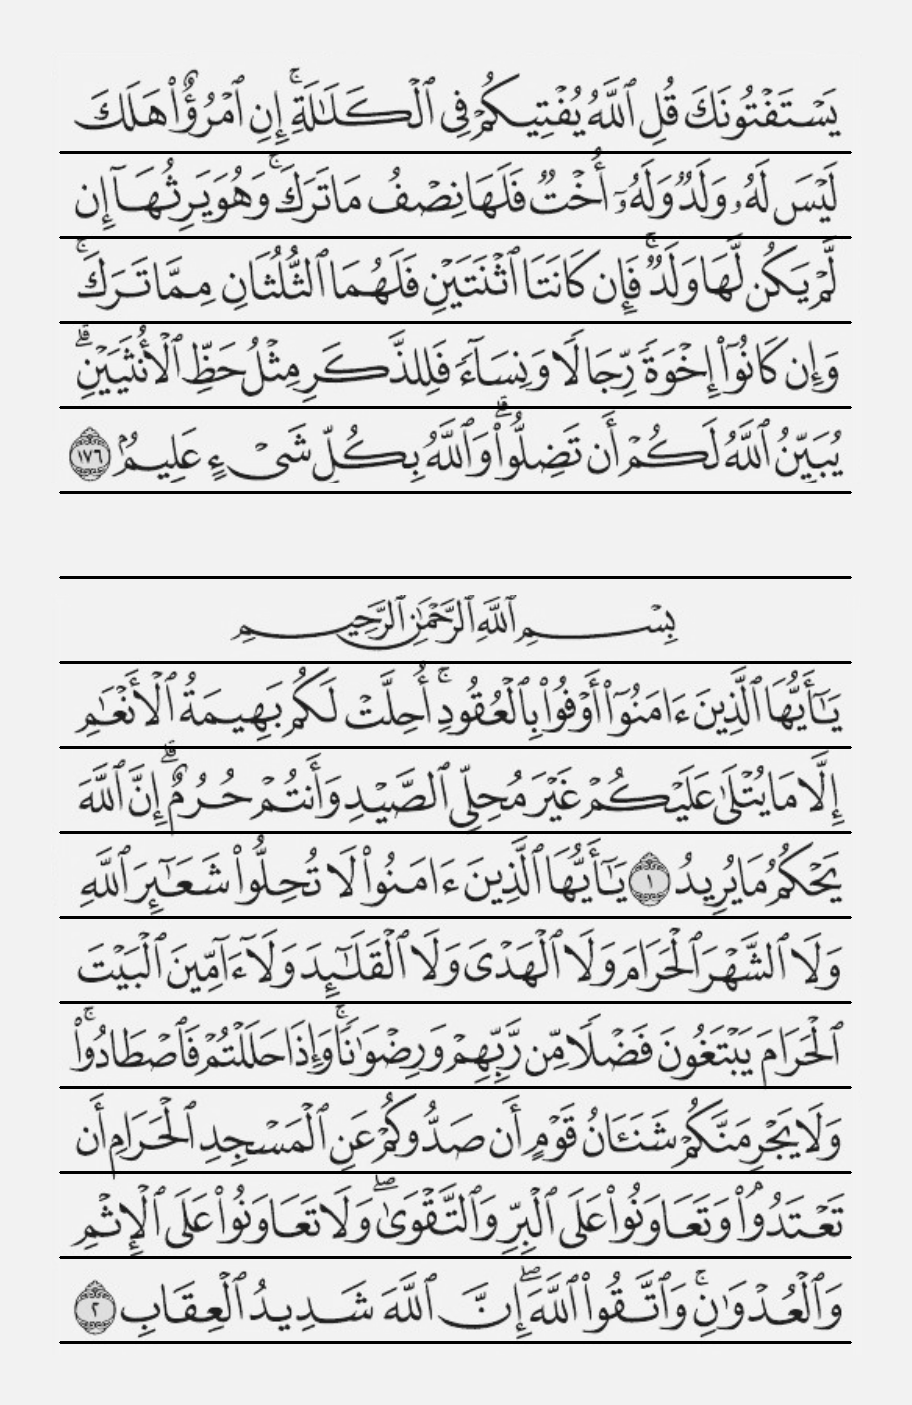 يَسْتَفْتُونَكَ قُلِ ٱللَّهُ يُفْتِيكُمْ فِى ٱلْكَلَـٰلَةِ ۚ إِنِ ٱمْرُؤٌا۟ هَلَكَ
لَيْسَ لَهُۥ وَلَدٌ وَلَهُۥٓ أُخْتٌ فَلَهَا نِصْفُ مَا تَرَكَ ۚ وَهُوَ يَرِثُهَآ إِن
لَّمْ يَكُن لَّهَا وَلَدٌ ۚ فَإِن كَانَتَا ٱثْنَتَيْنِ فَلَهُمَا ٱلثُّلُثَانِ مِمَّا تَرَكَ ۚ
وَإِن كَانُوٓا۟ إِخْوَةً رِّجَالًا وَنِسَآءً فَلِلذَّكَرِ مِثْلُ حَظِّ ٱلْأُنثَيَيْنِ ۗ
يُبَيِّنُ ٱللَّهُ لَكُمْ أَن تَضِلُّوا۟ ۗ وَٱللَّهُ بِكُلِّ شَىْءٍ عَلِيمٌۢ ١٧٦
بِسْمِ ٱللَّهِ ٱلرَّحْمَـٰنِ ٱلرَّحِيمِ
يَـٰٓأَيُّهَا ٱلَّذِينَ ءَامَنُوٓا۟ أَوْفُوا۟ بِٱلْعُقُودِ ۚ أُحِلَّتْ لَكُم بَهِيمَةُ ٱلْأَنْعَـٰمِ
إِلَّا مَا يُتْلَىٰ عَلَيْكُمْ غَيْرَ مُحِلِّى ٱلصَّيْدِ وَأَنتُمْ حُرُمٌ ۗ إِنَّ ٱللَّهَ
يَحْكُمُ مَا يُرِيدُ ١ يَـٰٓأَيُّهَا ٱلَّذِينَ ءَامَنُوا۟ لَا تُحِلُّوا۟ شَعَـٰٓئِرَ ٱللَّهِ
وَلَا ٱلشَّهْرَ ٱلْحَرَامَ وَلَا ٱلْهَدْىَ وَلَا ٱلْقَلَـٰٓئِدَ وَلَآ ءَآمِّينَ ٱلْبَيْتَ
ٱلْحَرَامَ يَبْتَغُونَ فَضْلًا مِّن رَّبِّهِمْ وَرِضْوَٰنًا ۚ وَإِذَا حَلَلْتُمْ فَٱصْطَادُوا۟ ۚ
وَلَا يَجْرِمَنَّكُمْ شَنَـَٔانُ قَوْمٍ أَن صَدُّوكُمْ عَنِ ٱلْمَسْجِدِ ٱلْحَرَامِ أَن
تَعْتَدُوا۟ ۘ وَتَعَاوَنُوا۟ عَلَى ٱلْبِرِّ وَٱلتَّقْوَىٰ ۖ وَلَا تَعَاوَنُوا۟ عَلَى ٱلْإِثْمِ
وَٱلْعُدْوَٰنِ ۚ وَٱتَّقُوا۟ ٱللَّهَ ۖ إِنَّ ٱللَّهَ شَدِيدُ ٱلْعِقَابِ ٢